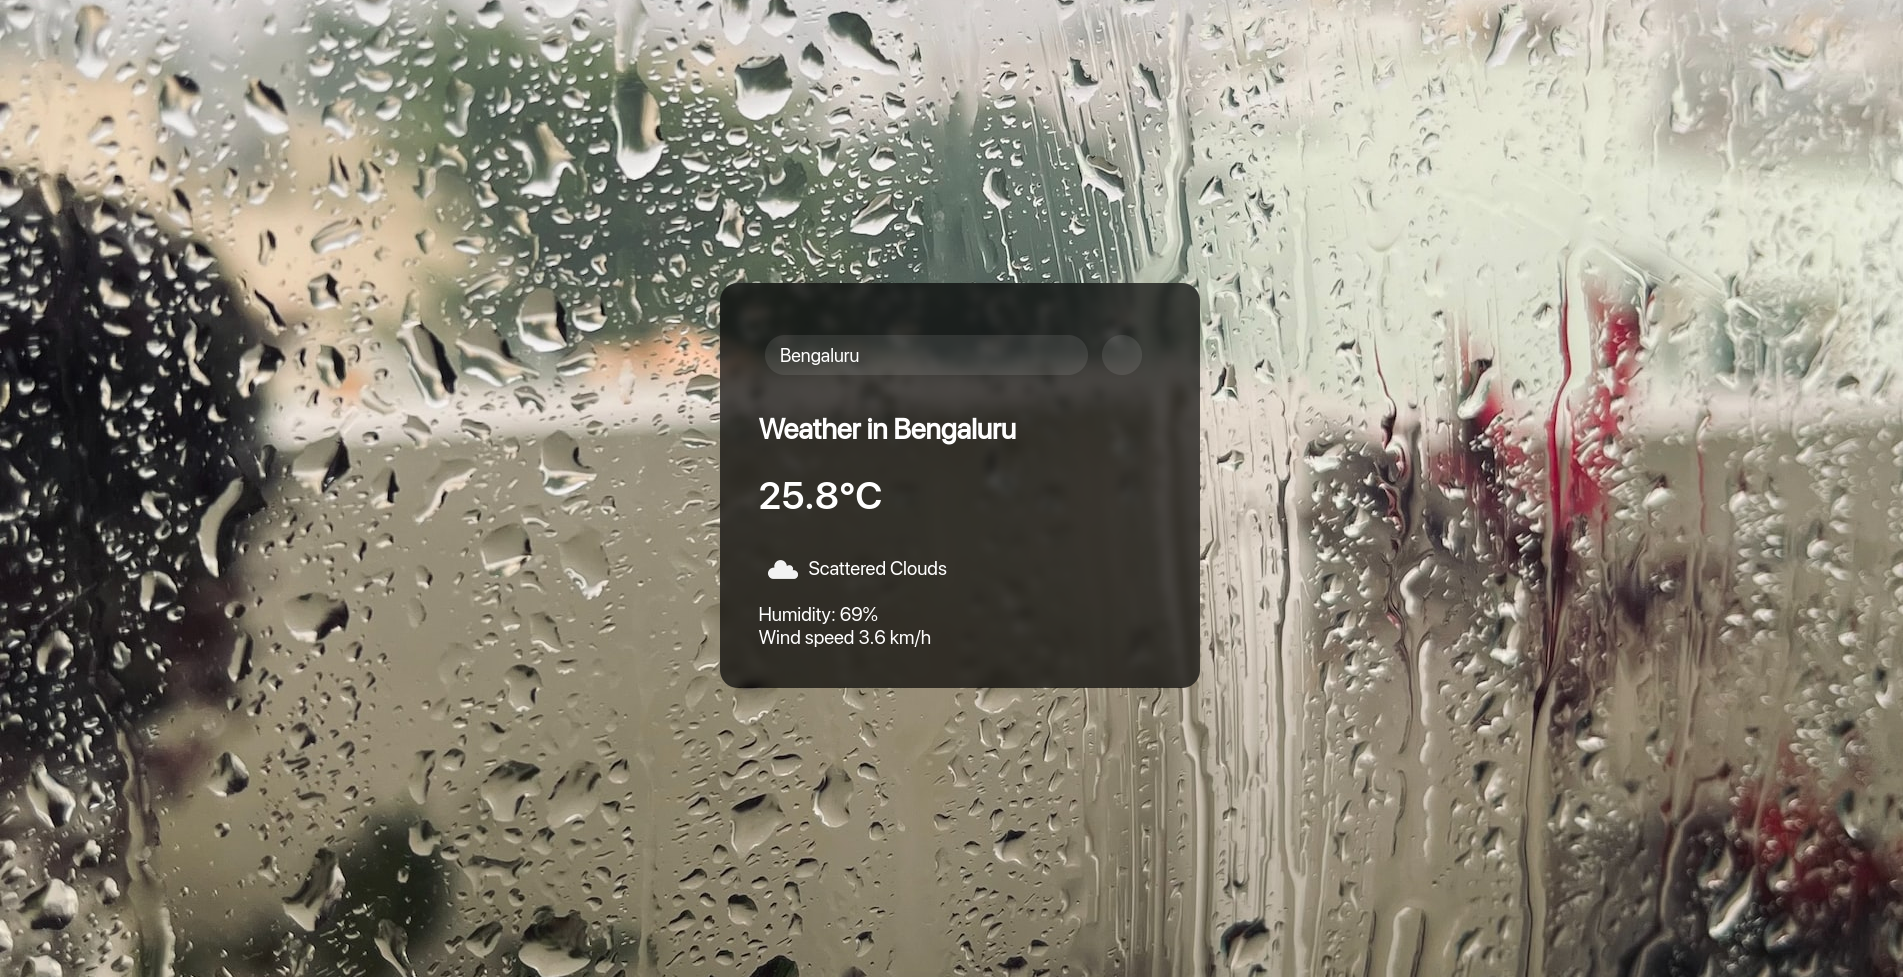 Bengaluru
Weather in Bengaluru
25.8°C
Scattered Clouds
Humidity: 69%
Wind speed 3.6 km/h